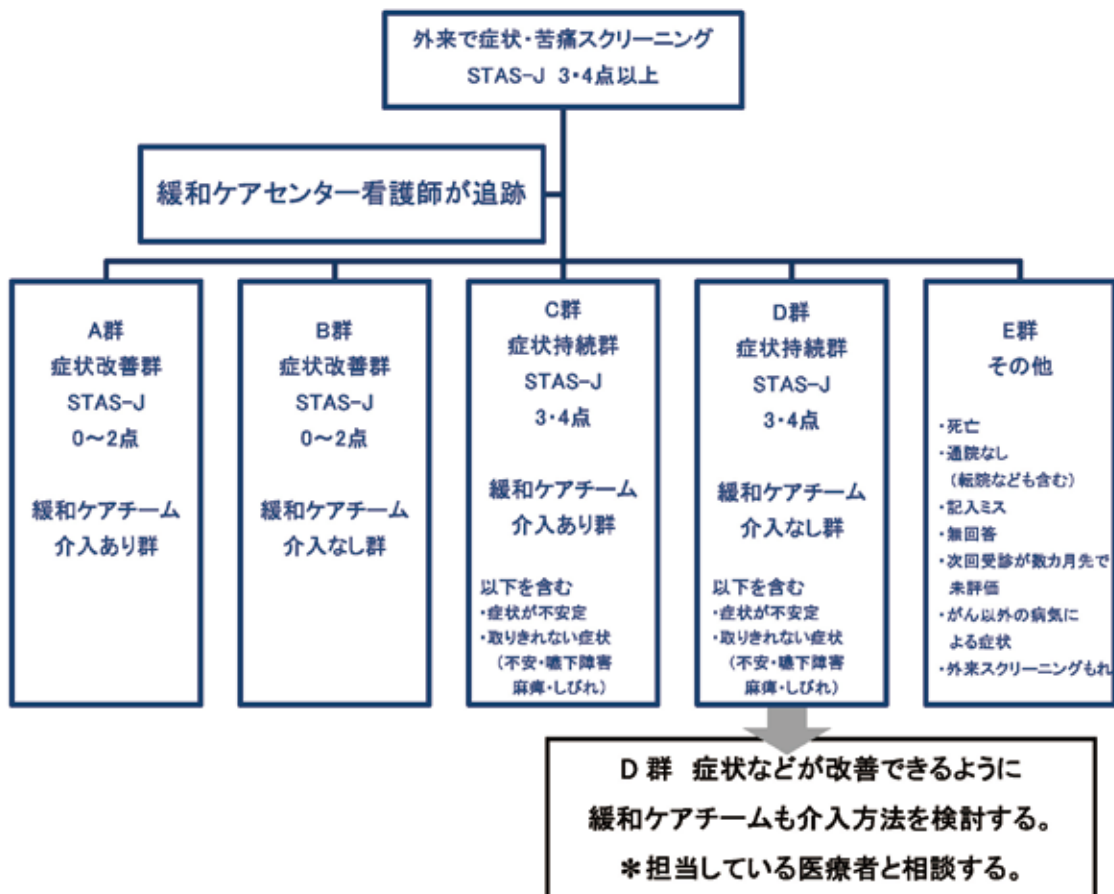 外来で症状・苦痛スクリーニング
STAS-J 3・4点以上
緩和ケアセンター看護師が追跡
A群
症状改善群
STAS-J
0～2点
緩和ケアチーム
介入あり群
B群
症状改善群
STAS-J
0～2点
緩和ケアチーム
介入なし群
C群
症状持続群
STAS-J
3・4点
緩和ケアチーム
介入あり群
以下を含む
・症状が不安定
・取りきれない症状
（不安・嚥下障害
麻痺・しびれ）
D群
症状持続群
STAS-J
3・4点
緩和ケアチーム
介入なし群
以下を含む
・症状が不安定
・取りきれない症状
（不安・嚥下障害
麻痺・しびれ）
E群
その他
・死亡
・通院なし
（転院なども含む）
・記入ミス
・無回答
・次回受診が数カ月先で
未評価
・がん以外の病気に
よる症状
・外来スクリーニングもれ
D 群 症状などが改善できるように
緩和ケアチームも介入方法を検討する。
＊担当している医療者と相談する。